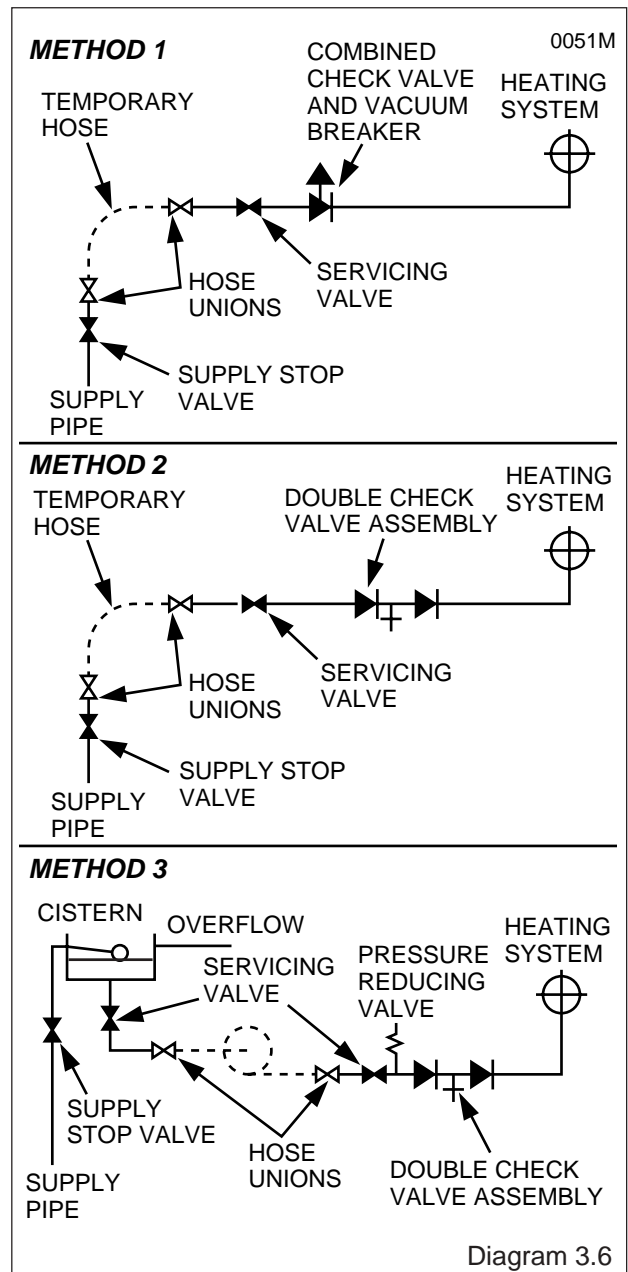 METHOD 1
0051M
COMBINED
CHECK VALVE
AND VACUUM
BREAKER
HEATING
SYSTEM
TEMPORARY
HOSE
HOSE
UNIONS
SERVICING
VALVE
SUPPLY STOP
VALVE
SUPPLY
PIPE
METHOD 2
TEMPORARY
HOSE
DOUBLE CHECK
VALVE ASSEMBLY
HEATING
SYSTEM
HOSE
UNIONS
SERVICING
VALVE
SUPPLY STOP
VALVE
SUPPLY
PIPE
METHOD 3
CISTERN
OVERFLOW
SERVICING
VALVE
PRESSURE
REDUCING
VALVE
HEATING
SYSTEM
SUPPLY
STOP VALVE
HOSE
UNIONS
DOUBLE CHECK
VALVE ASSEMBLY
SUPPLY
PIPE
Diagram 3.6